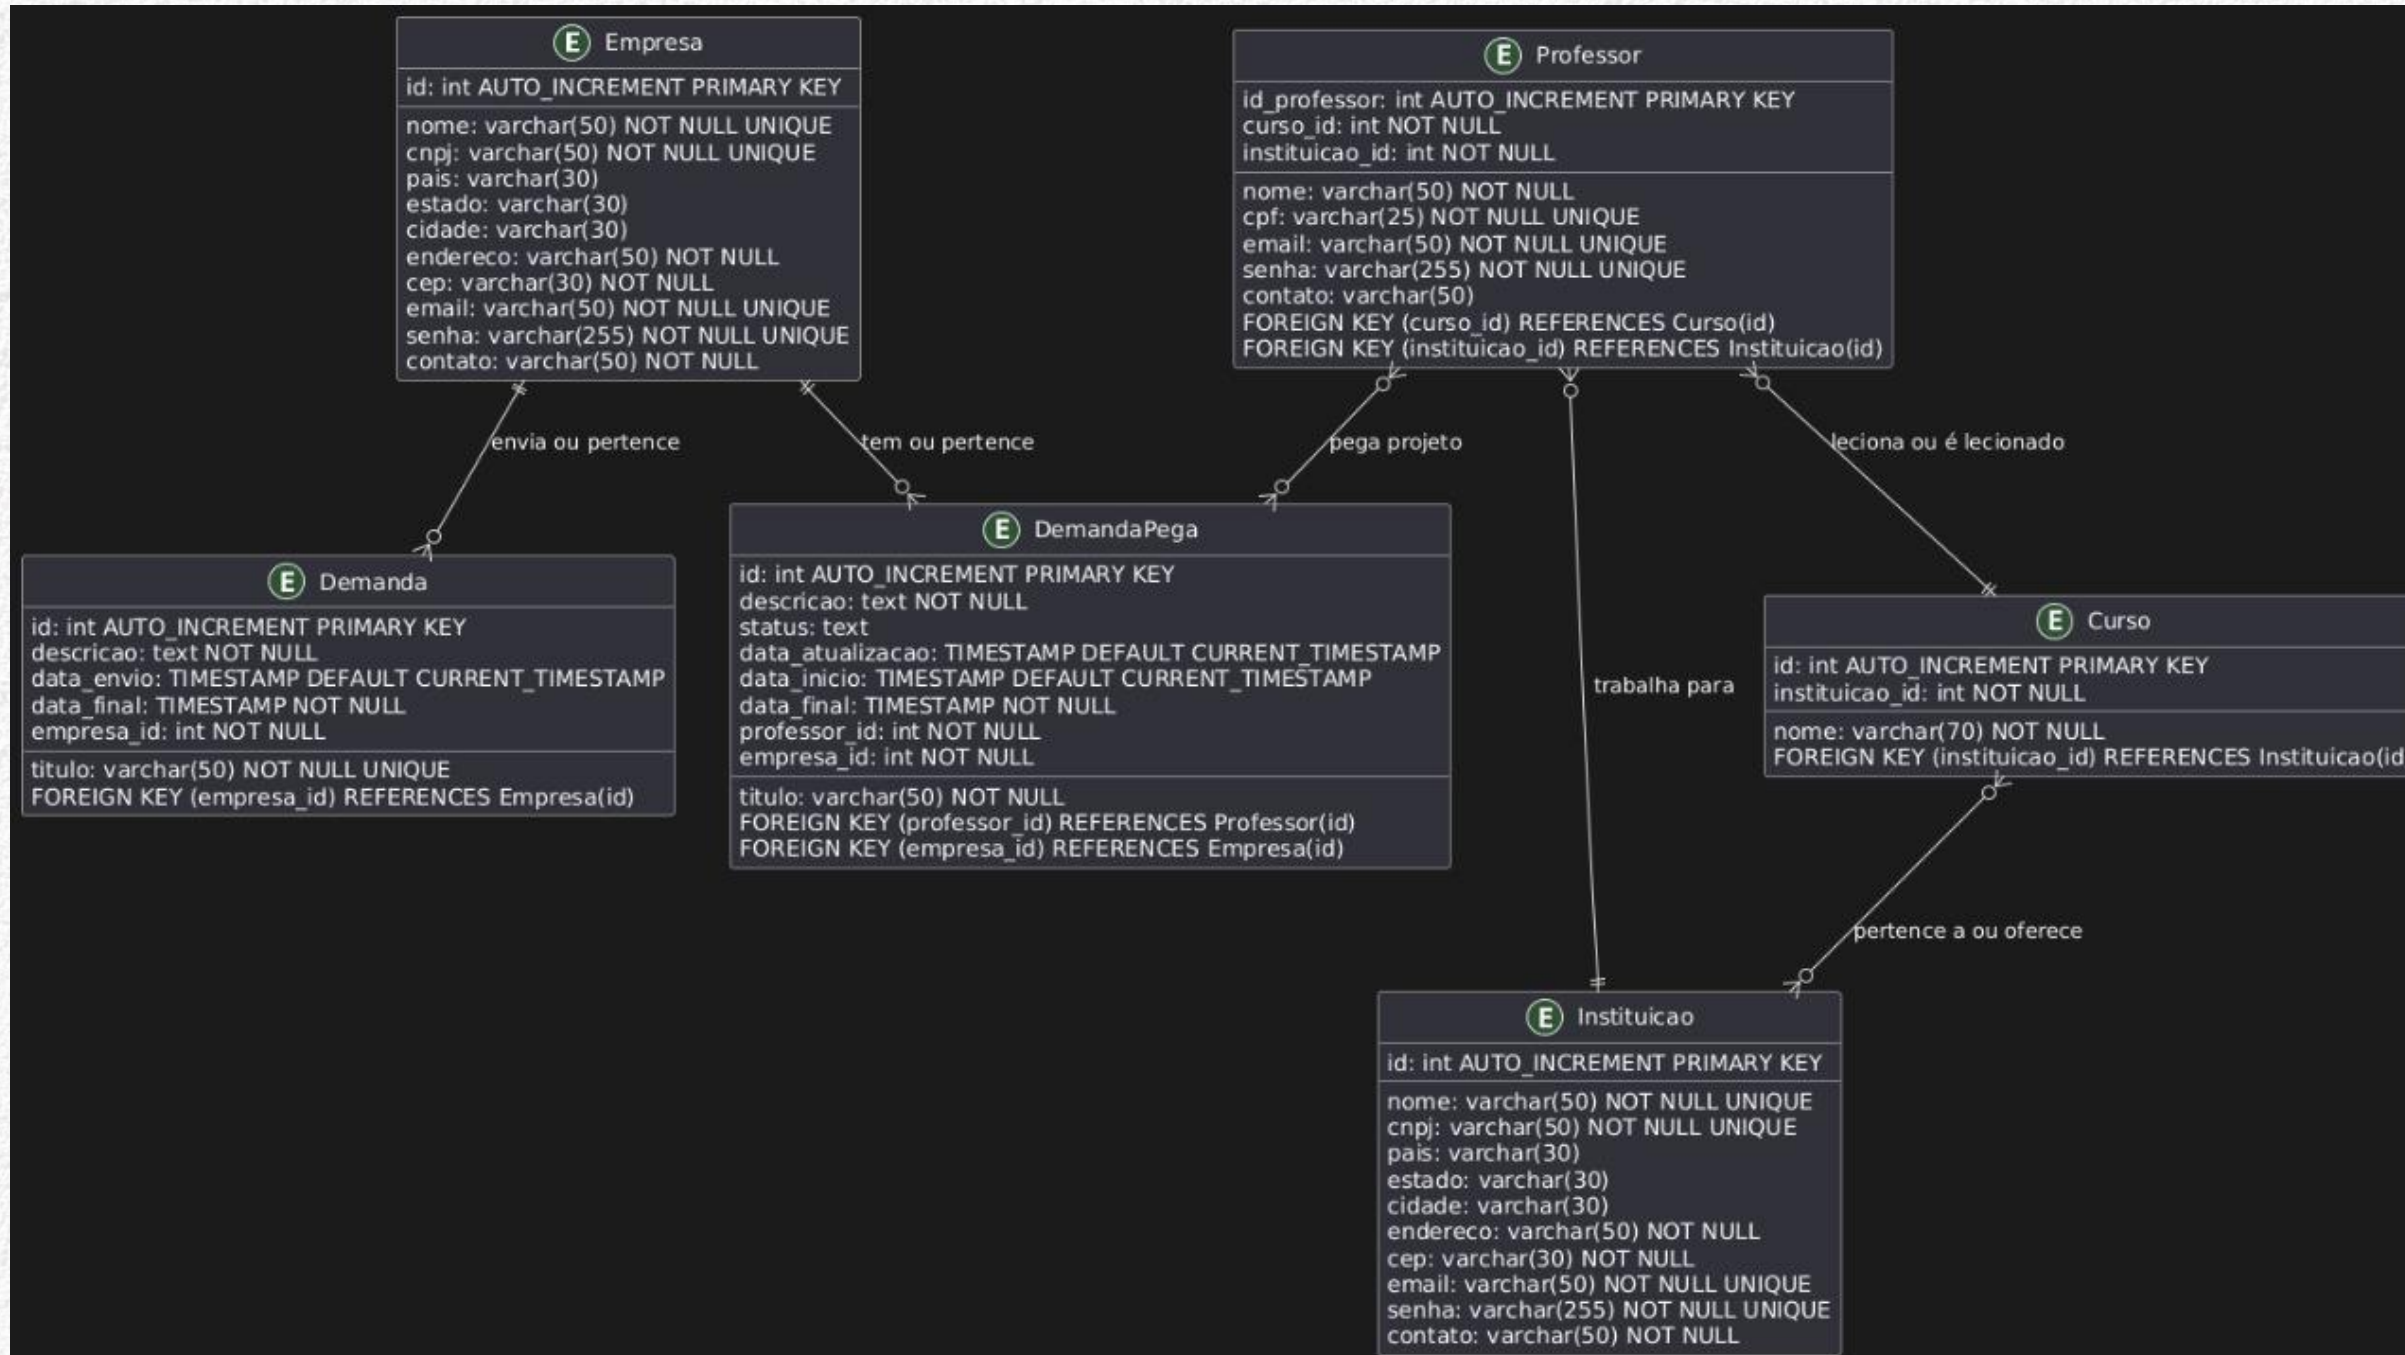 E Empresa
id: int AUTO_INCREMENT PRIMARY KEY
nome: varchar(50) NOT NULL UNIQUE
cnpj: varchar(50) NOT NULL UNIQUE
pais: varchar(30)
estado: varchar(30)
cidade: varchar(30)
endereco: varchar(50) NOT NULL
cep: varchar(30) NOT NULL
email: varchar(50) NOT NULL UNIQUE
senha: varchar(255) NOT NULL UNIQUE
contato: varchar(50) NOT NULL
E Professor
id_professor: int AUTO_INCREMENT PRIMARY KEY
curso_id: int NOT NULL
instituicao_id: int NOT NULL
nome: varchar(50) NOT NULL
cpf: varchar(25) NOT NULL UNIQUE
email: varchar(50) NOT NULL UNIQUE
senha: varchar(255) NOT NULL UNIQUE
contato: varchar(50)
FOREIGN KEY (curso_id) REFERENCES Curso(id)
FOREIGN KEY (instituicao_id) REFERENCES Instituicao(id)
envia ou pertence
tem ou pertence
pega projeto
leciona ou é lecionado
E Demanda
id: int AUTO_INCREMENT PRIMARY KEY
descricao: text NOT NULL
data_envio: TIMESTAMP DEFAULT CURRENT_TIMESTAMP
data_final: TIMESTAMP NOT NULL
empresa_id: int NOT NULL
titulo: varchar(50) NOT NULL UNIQUE
FOREIGN KEY (empresa_id) REFERENCES Empresa(id)
E DemandaPega
id: int AUTO_INCREMENT PRIMARY KEY
descricao: text NOT NULL
status: text
data_atualizacao: TIMESTAMP DEFAULT CURRENT_TIMESTAMP
data_inicio: TIMESTAMP DEFAULT CURRENT_TIMESTAMP
data_final: TIMESTAMP NOT NULL
professor_id: int NOT NULL
empresa_id: int NOT NULL
titulo: varchar(50) NOT NULL
FOREIGN KEY (professor_id) REFERENCES Professor(id)
FOREIGN KEY (empresa_id) REFERENCES Empresa(id)
trabalha para
E Curso
id: int AUTO_INCREMENT PRIMARY KEY
instituicao_id: int NOT NULL
nome: varchar(70) NOT NULL
FOREIGN KEY (instituicao_id) REFERENCES Instituicao(id
pertence a ou oferece
E Instituicao
id: int AUTO_INCREMENT PRIMARY KEY
nome: varchar(50) NOT NULL UNIQUE
cnpj: varchar(50) NOT NULL UNIQUE
pais: varchar(30)
estado: varchar(30)
cidade: varchar(30)
endereco: varchar(50) NOT NULL
cep: varchar(30) NOT NULL
email: varchar(50) NOT NULL UNIQUE
senha: varchar(255) NOT NULL UNIQUE
contato: varchar(50) NOT NULL